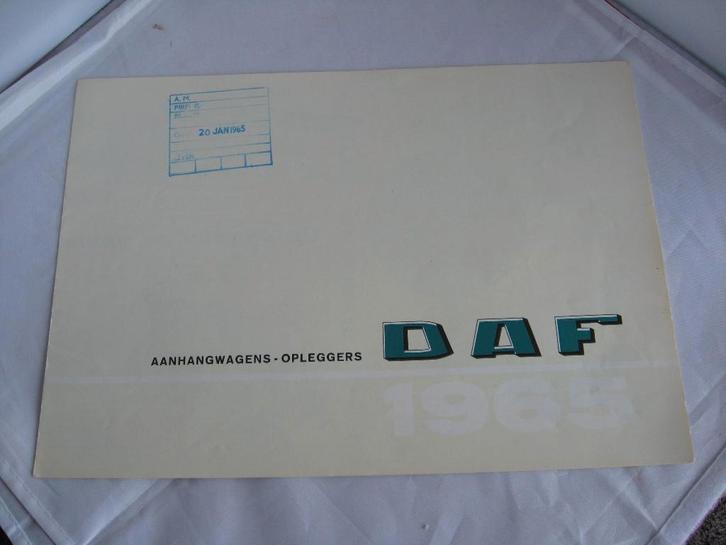 A.M.
20 JAN 1965
AANHANGWAGENS - OPLEGGERS DAF
1965